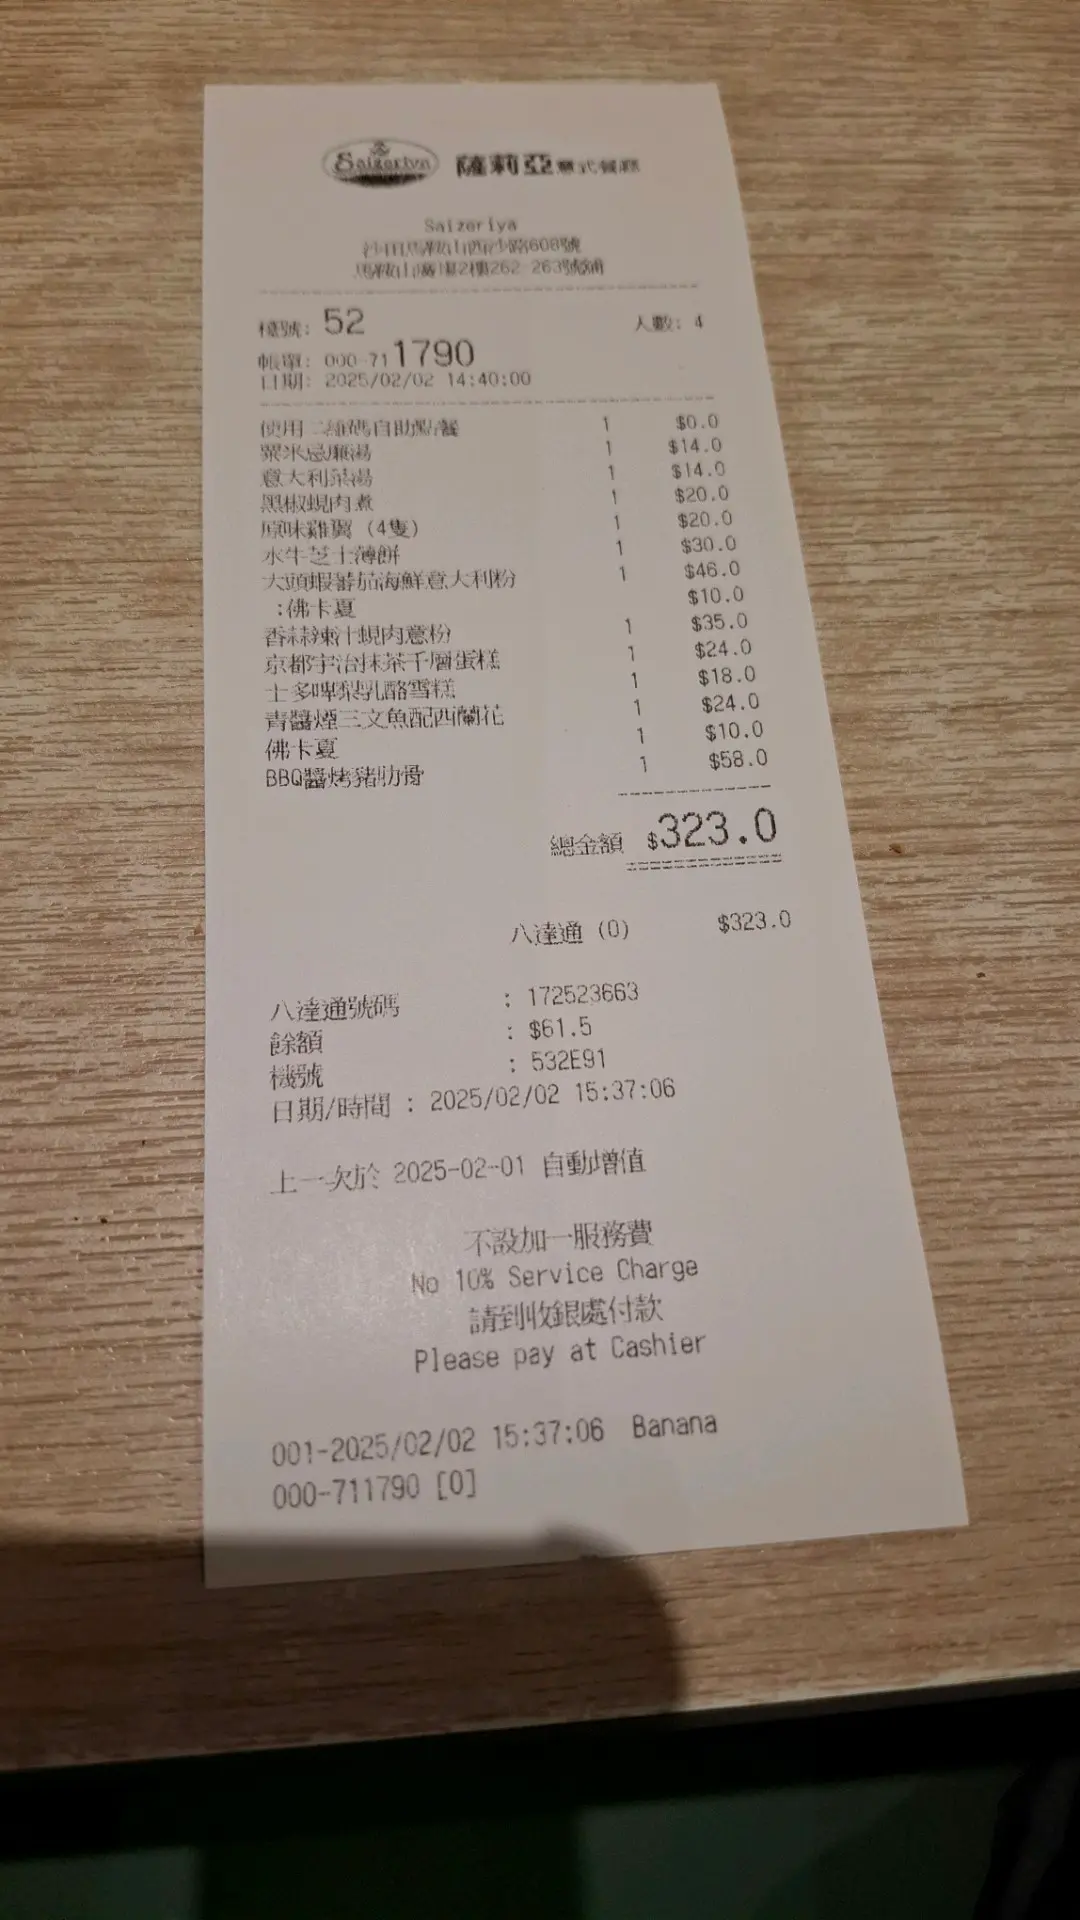 Saizeriya 薩莉亞意式餐廳
Saizeriya
沙田馬鞍山西沙路608號
馬鞍山廣場2樓262-263號舖
檯號: 52 人數: 4
帳單: 000-711790
日期: 2025/02/02 14:40:00
使用二維碼自助點餐 1 $0.0
粟米忌廉湯 1 $14.0
意大利菜湯 1 $14.0
黑椒蜆肉煮 1 $20.0
原味雞翼 (4隻) 1 $20.0
水牛芝士薄餅 1 $30.0
大頭蝦蕃茄海鮮意大利粉 1 $46.0
:佛卡夏 $10.0
香蒜辣汁蜆肉意粉 1 $35.0
京都宇治抹茶千層蛋糕 1 $24.0
士多啤梨乳酪雪糕 1 $18.0
青醬煙三文魚配西蘭花 1 $24.0
佛卡夏 1 $10.0
BBQ醬烤豬肋骨 1 $58.0
總金額 $323.0
八達通 (0) $323.0
八達通號碼 : 172523663
餘額 : $61.5
機號 : 532E91
日期/時間 : 2025/02/02 15:37:06
上一次於 2025-02-01 自動增值
不設加一服務費
No 10% Service Charge
請到收銀處付款
Please pay at Cashier
001-2025/02/02 15:37:06 Banana
000-711790 [0]